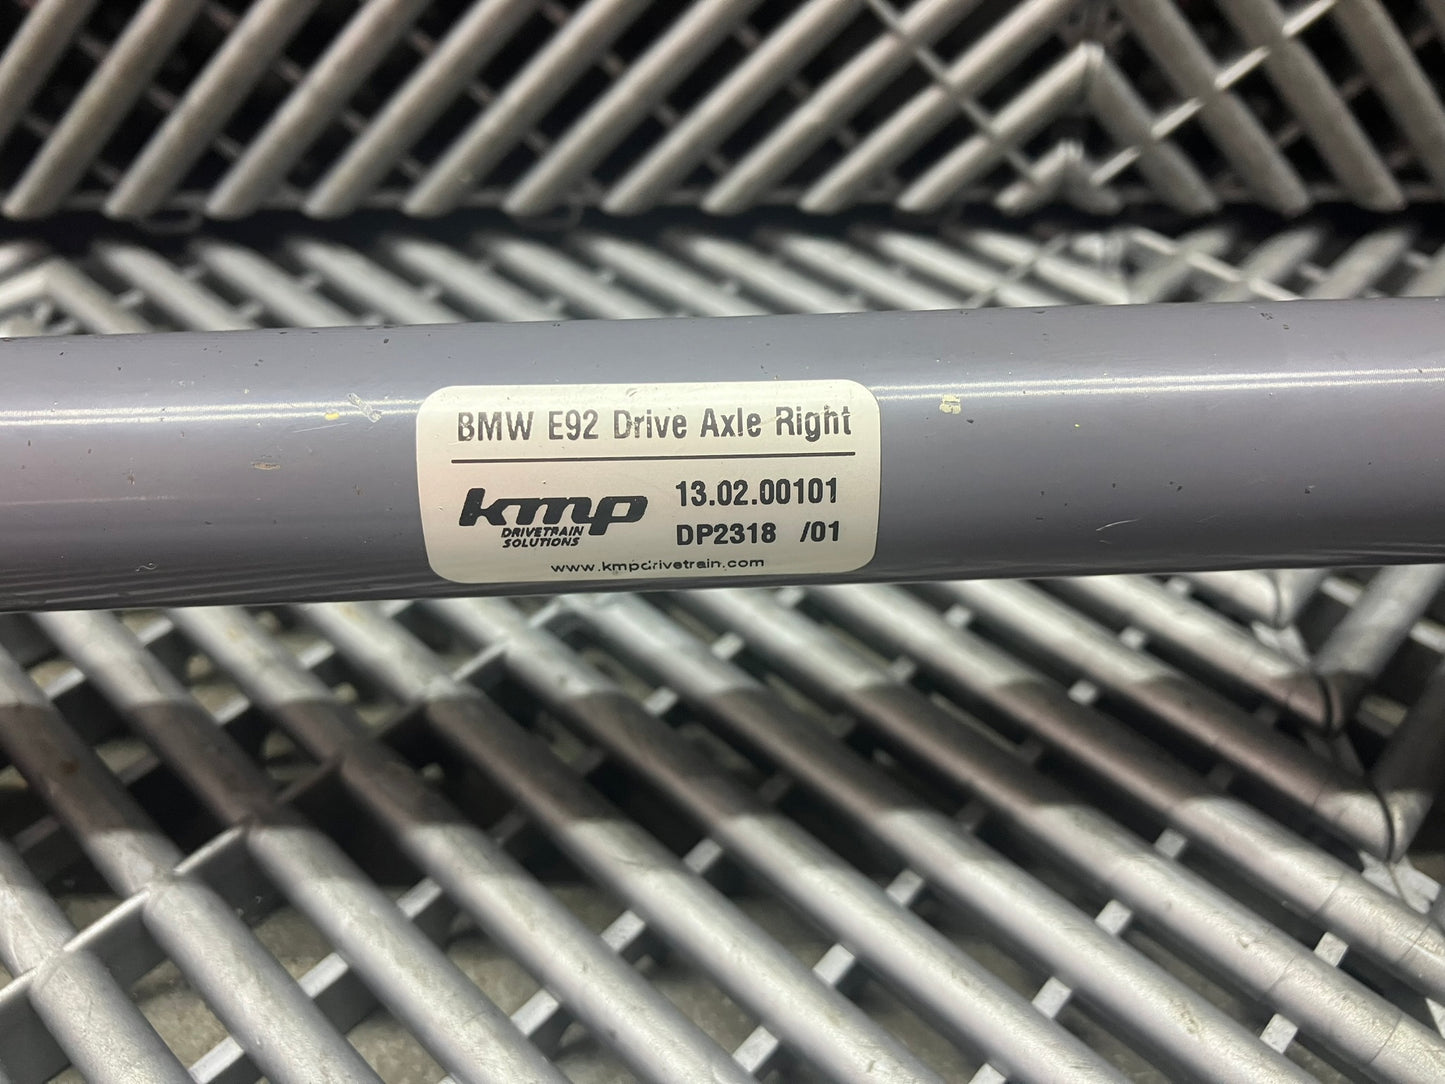 BMW E92 Drive Axle Right
kmp
DRIVETRAIN
SOLUTIONS
13.02.00101
DP2318 /01
www.kmpdrivetrain.com